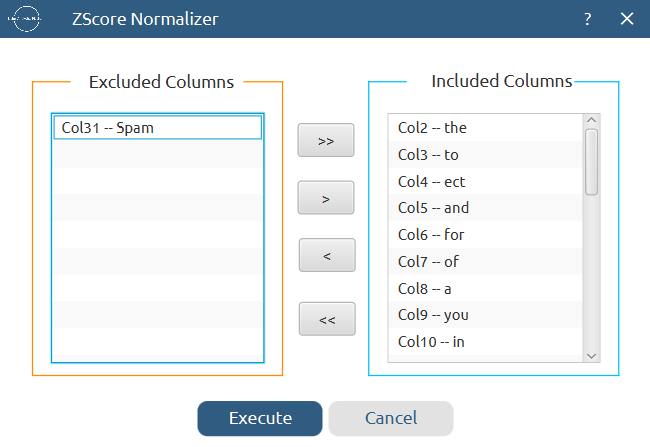 ZScore Normalizer ?
Excluded Columns
Included Columns
Col31 -- Spam
>>
>
<
<<
Col2 -- the
Col3 -- to
Col4 -- ect
Col5 -- and
Col6 -- for
Col7 -- of
Col8 -- a
Col9 -- you
Col10 -- in
Execute
Cancel